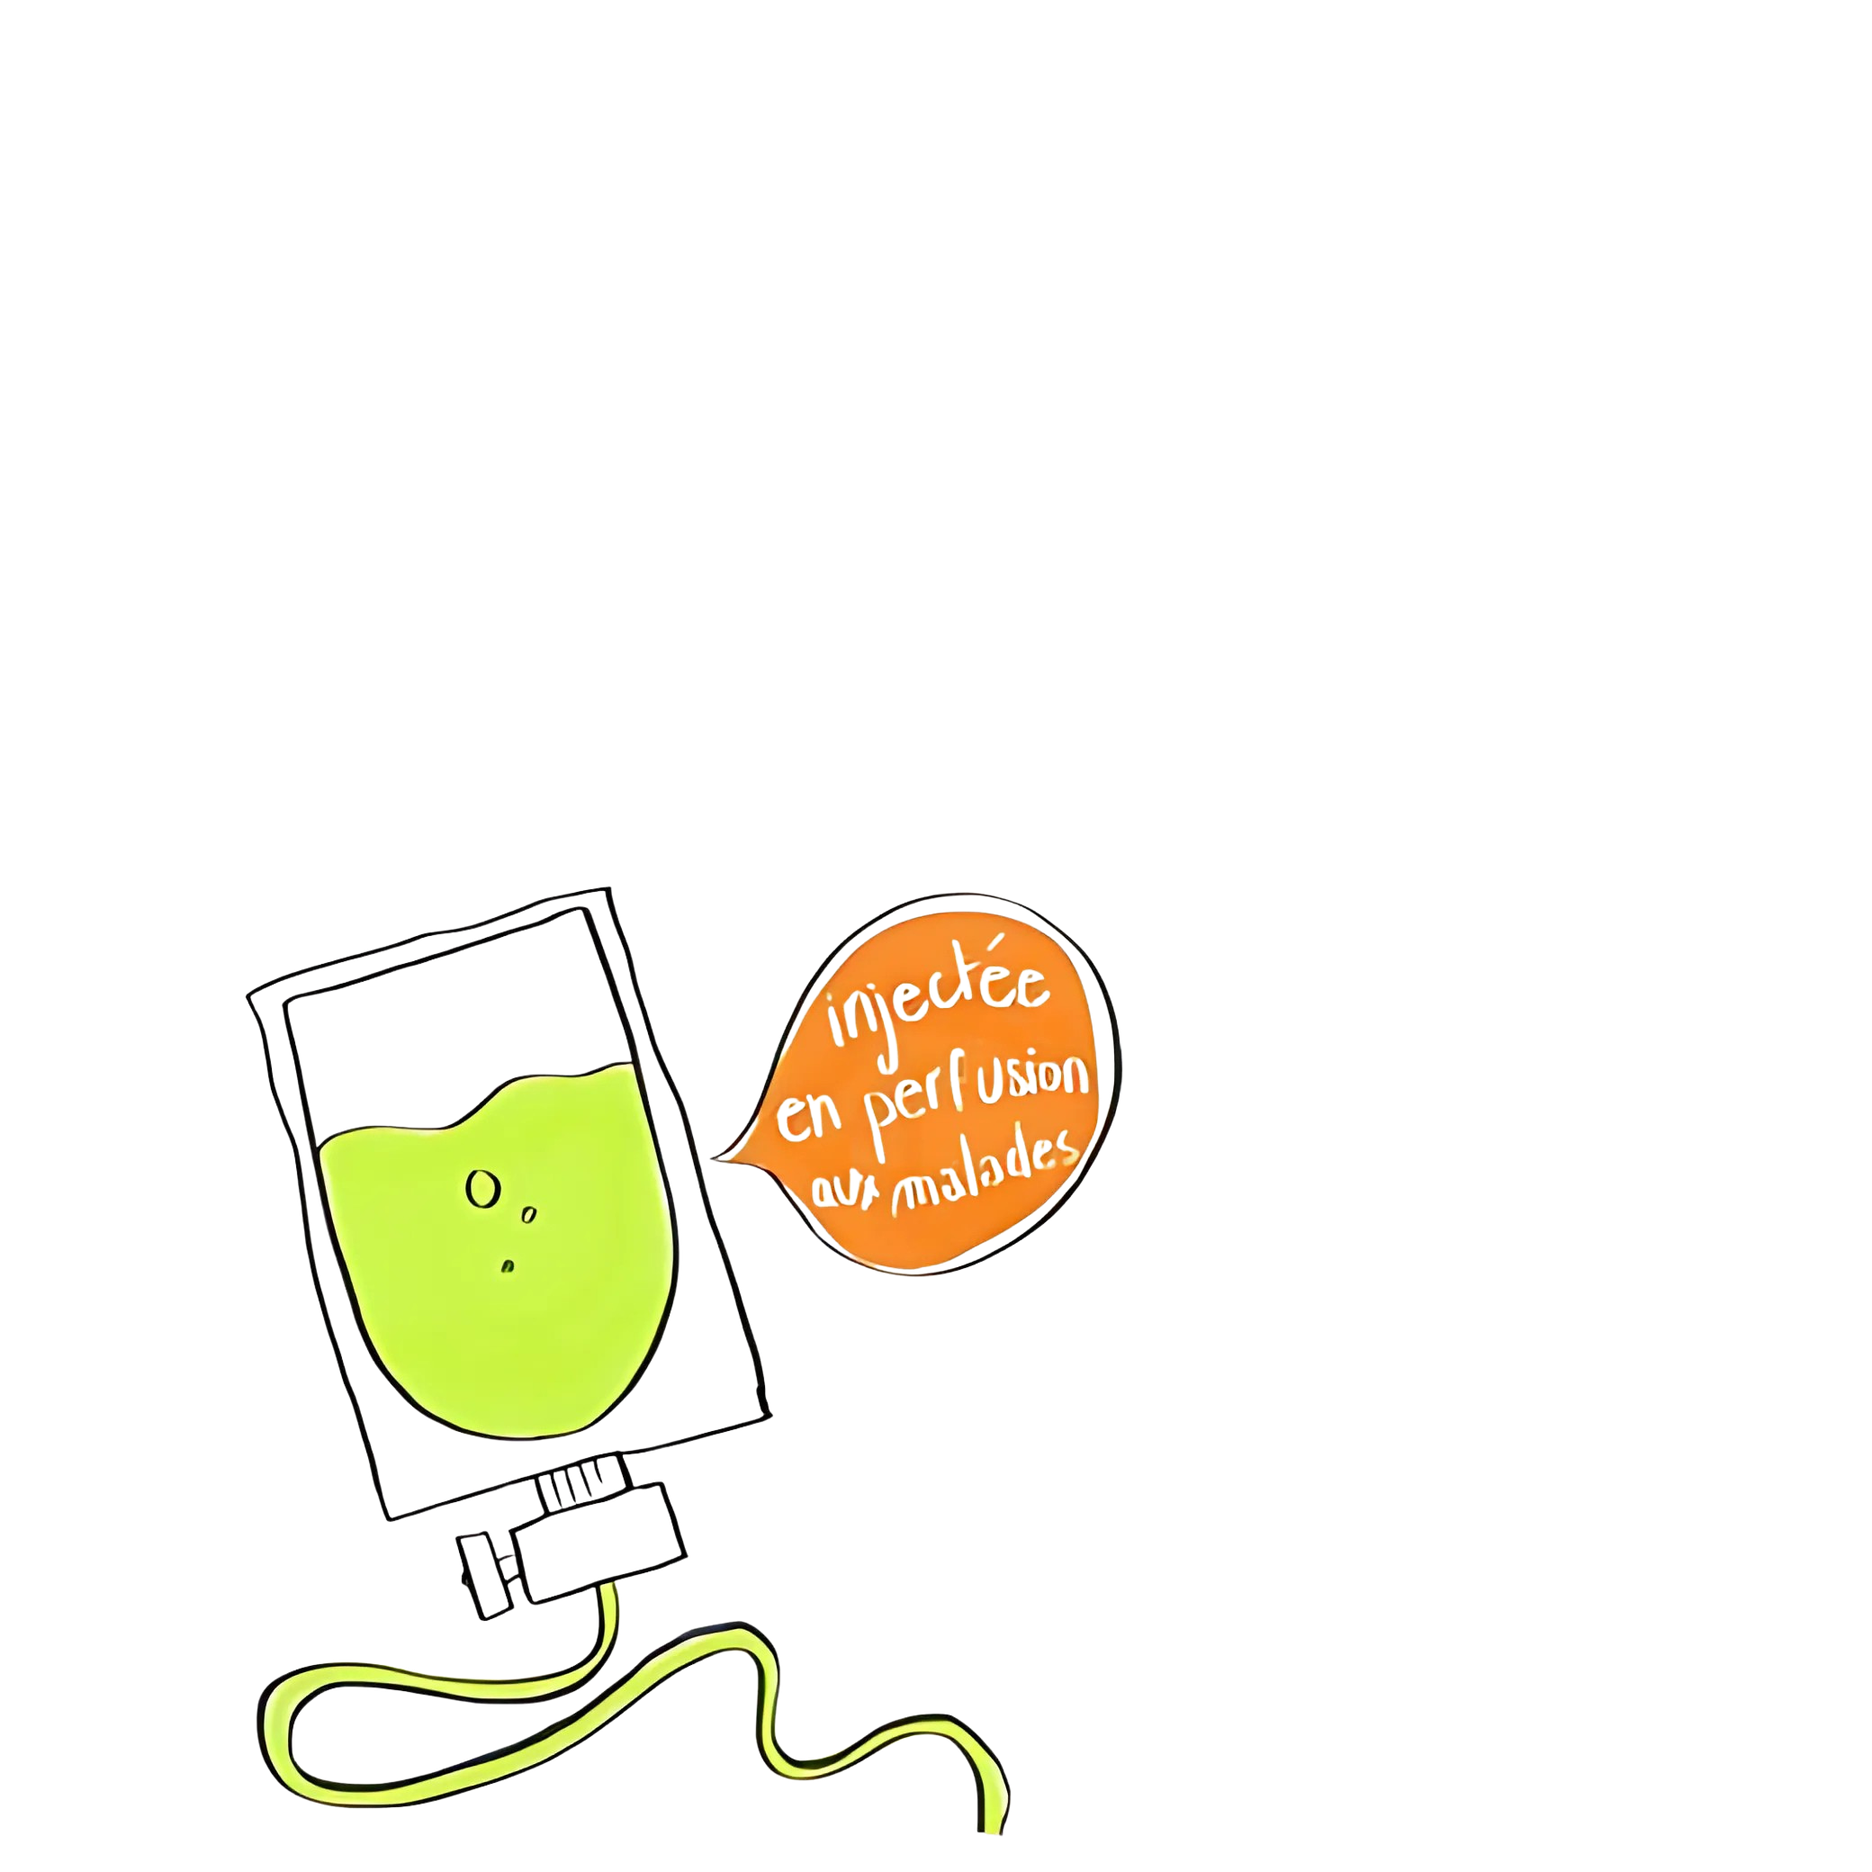 injectée
en perfusion
aux malades